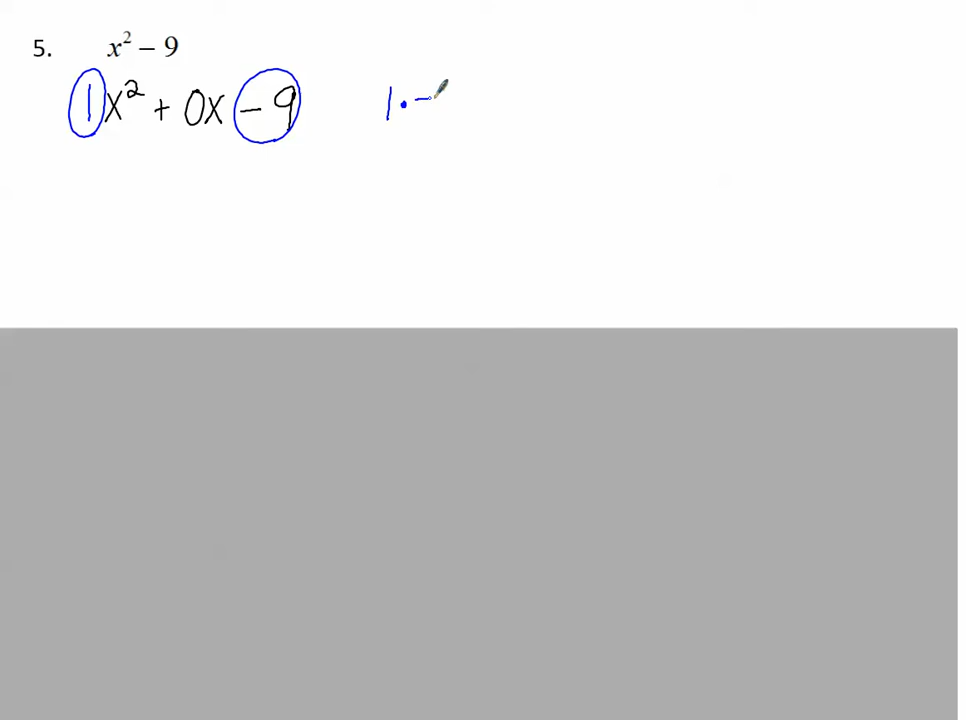 5. x² – 9
1x² + 0x – 9 1 · –